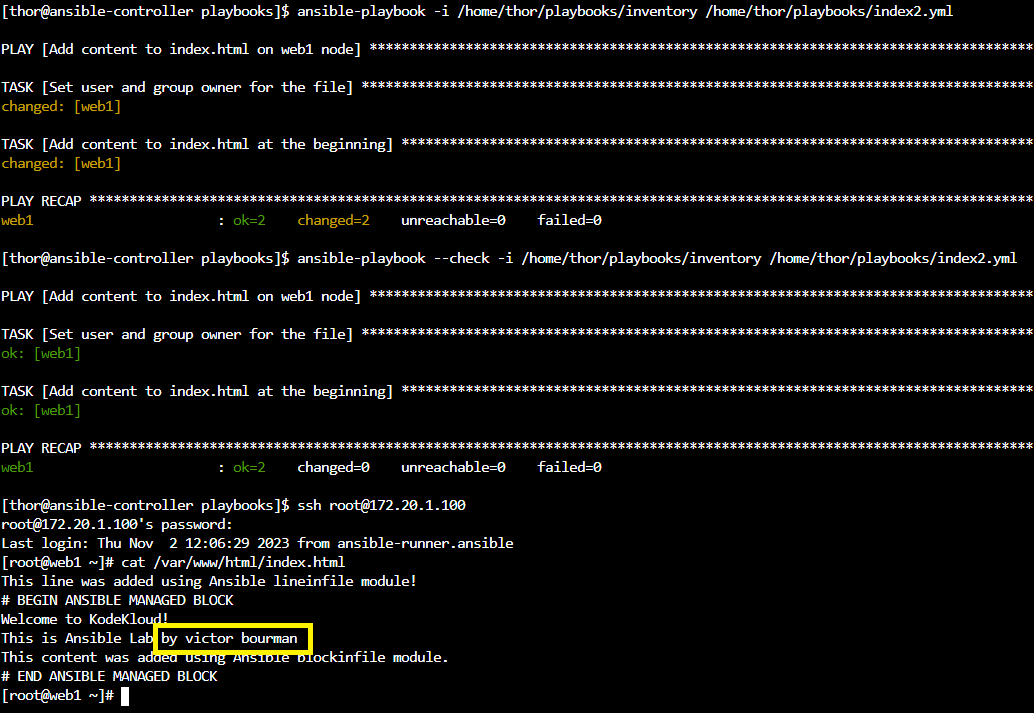 [thor@ansible-controller playbooks]$ ansible-playbook -i /home/thor/playbooks/inventory /home/thor/playbooks/index2.yml
PLAY [Add content to index.html on web1 node] ***********************************************************************************
TASK [Set user and group owner for the file] ************************************************************************************
changed: [web1]
TASK [Add content to index.html at the beginning] *******************************************************************************
changed: [web1]
PLAY RECAP **********************************************************************************************************************
web1                       : ok=2    changed=2    unreachable=0    failed=0
[thor@ansible-controller playbooks]$ ansible-playbook --check -i /home/thor/playbooks/inventory /home/thor/playbooks/index2.yml
PLAY [Add content to index.html on web1 node] ***********************************************************************************
TASK [Set user and group owner for the file] ************************************************************************************
ok: [web1]
TASK [Add content to index.html at the beginning] *******************************************************************************
ok: [web1]
PLAY RECAP **********************************************************************************************************************
web1                       : ok=2    changed=0    unreachable=0    failed=0
[thor@ansible-controller playbooks]$ ssh root@172.20.1.100
root@172.20.1.100's password:
Last login: Thu Nov  2 12:06:29 2023 from ansible-runner.ansible
[root@web1 ~]# cat /var/www/html/index.html
This line was added using Ansible lineinfile module!
# BEGIN ANSIBLE MANAGED BLOCK
Welcome to KodeKloud!
This is Ansible Lab by victor bourman
This content was added using Ansible blockinfile module.
# END ANSIBLE MANAGED BLOCK
[root@web1 ~]#